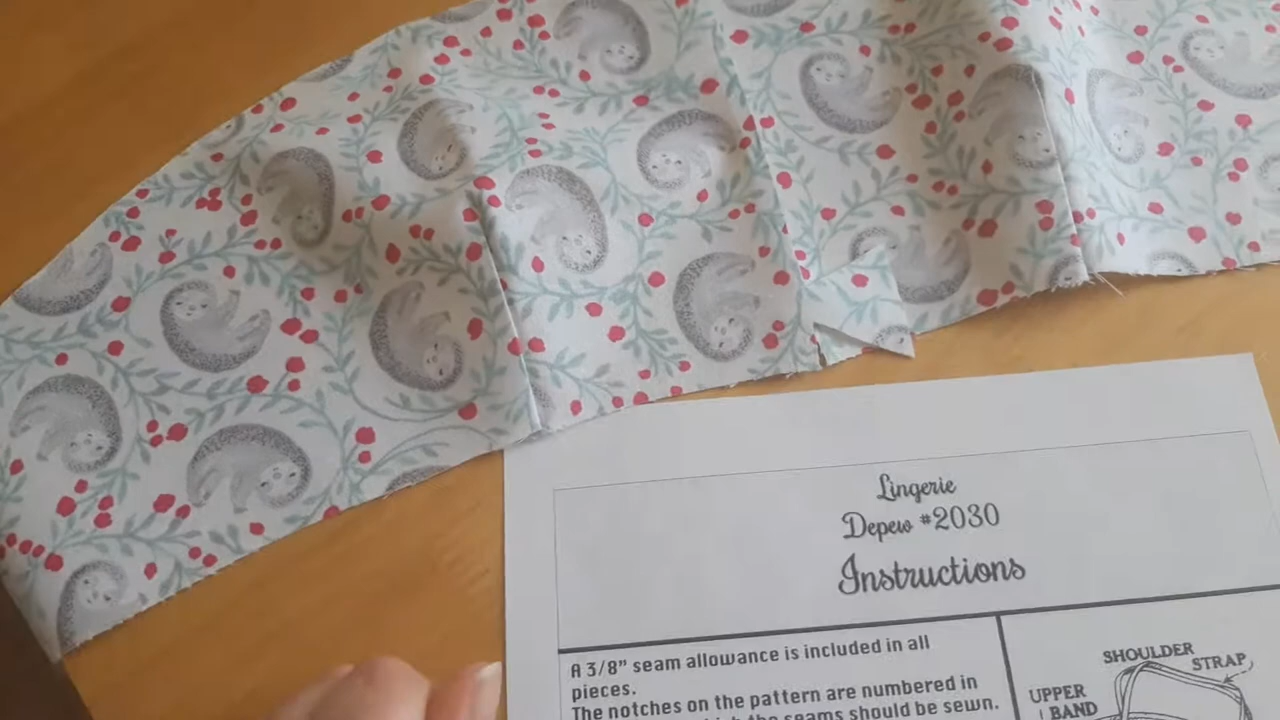 Lingerie
Depew #2030
Instructions
A 3/8" seam allowance is included in all
pieces.
The notches on the pattern are numbered in
the seams should be sewn.
SHOULDER
STRAP
UPPER
BAND